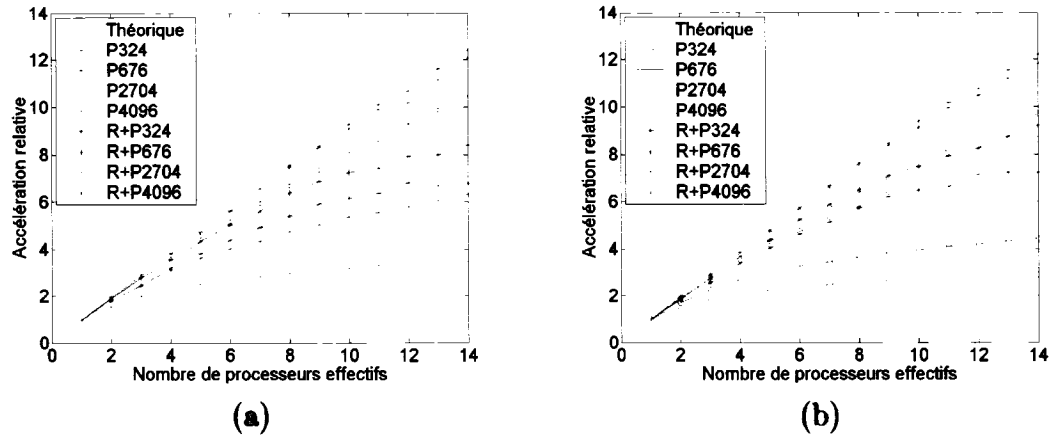 14
12
10
8
6
4
2
0
Accélération relative
Théorique
P324
P676
P2704
P4096
R+P324
R+P676
R+P2704
R+P4096
0 2 4 6 8 10 12 14
Nombre de processeurs effectifs
(a)
14
12
10
8
6
4
2
0
Accélération relative
Théorique
P324
P676
P2704
P4096
R+P324
R+P676
R+P2704
R+P4096
0 2 4 6 8 10 12 14
Nombre de processeurs effectifs
(b)